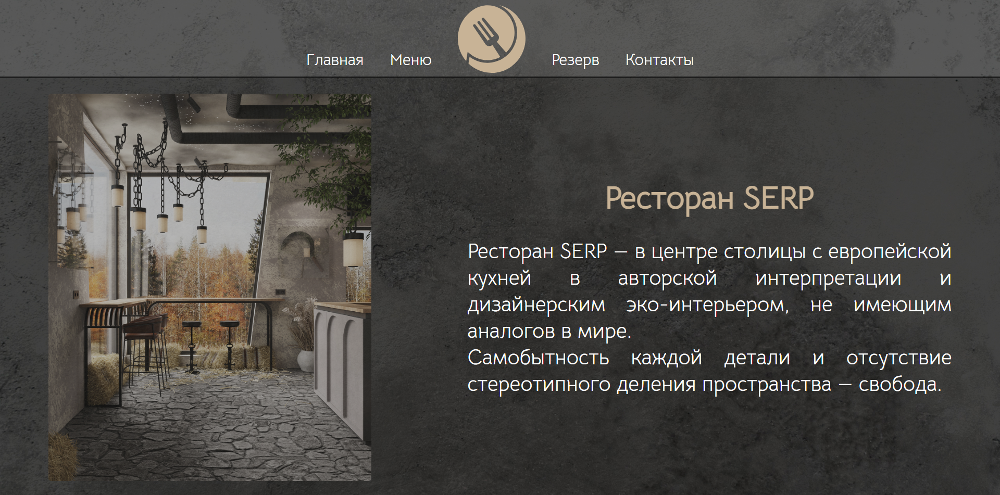 Главная Меню Резерв Контакты
Ресторан SERP
Ресторан SERP – в центре столицы с европейской
кухней в авторской интерпретации и
дизайнерским эко-интерьером, не имеющим
аналогов в мире.
Самобытность каждой детали и отсутствие
стереотипного деления пространства – свобода.